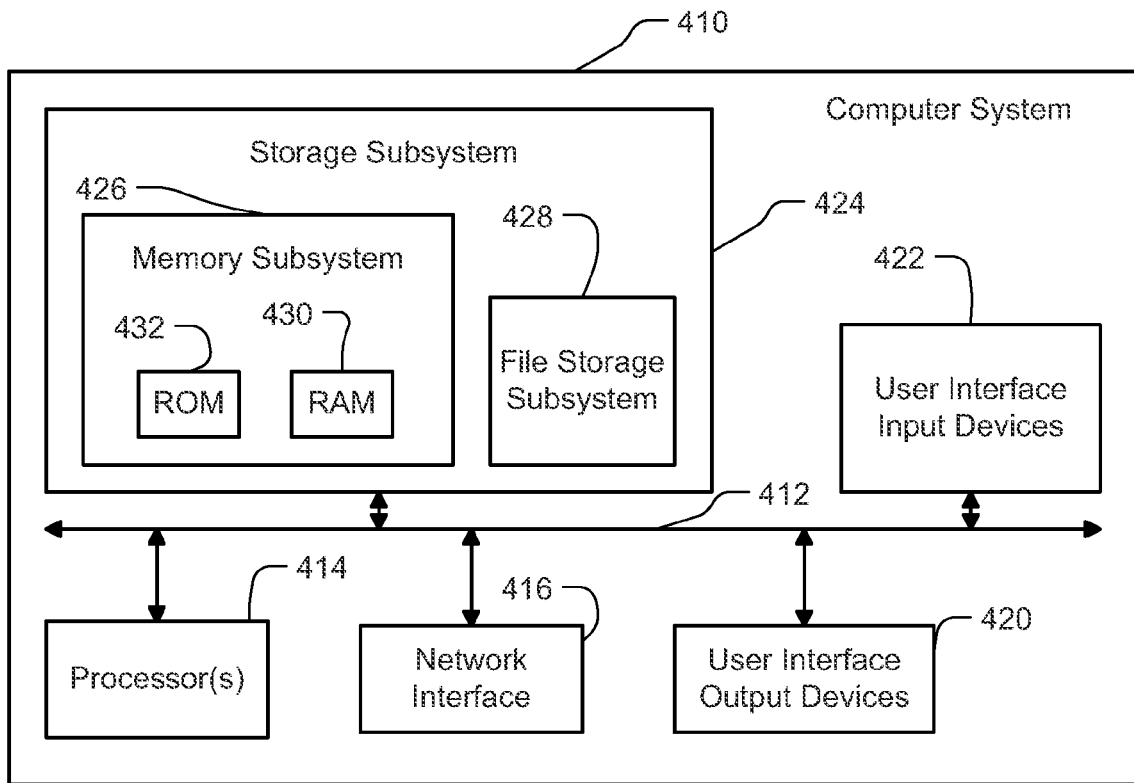 410
Computer System
Storage Subsystem
426
428
424
Memory Subsystem
422
432
430
ROM
RAM
File Storage
Subsystem
User Interface
Input Devices
412
414
416
420
Processor(s)
Network
Interface
User Interface
Output Devices